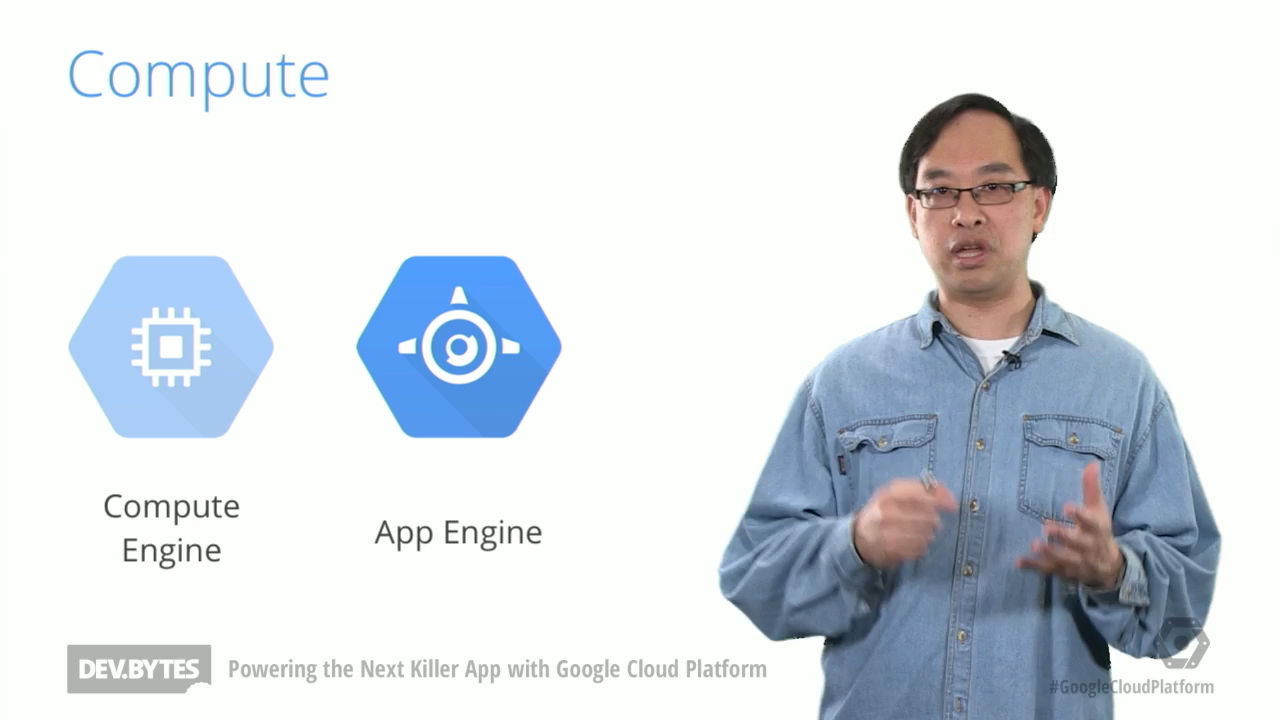 Compute
Compute
Engine
App Engine
DEV.BYTES
Powering the Next Killer App with Google Cloud Platform
#GoogleCloudPlatform